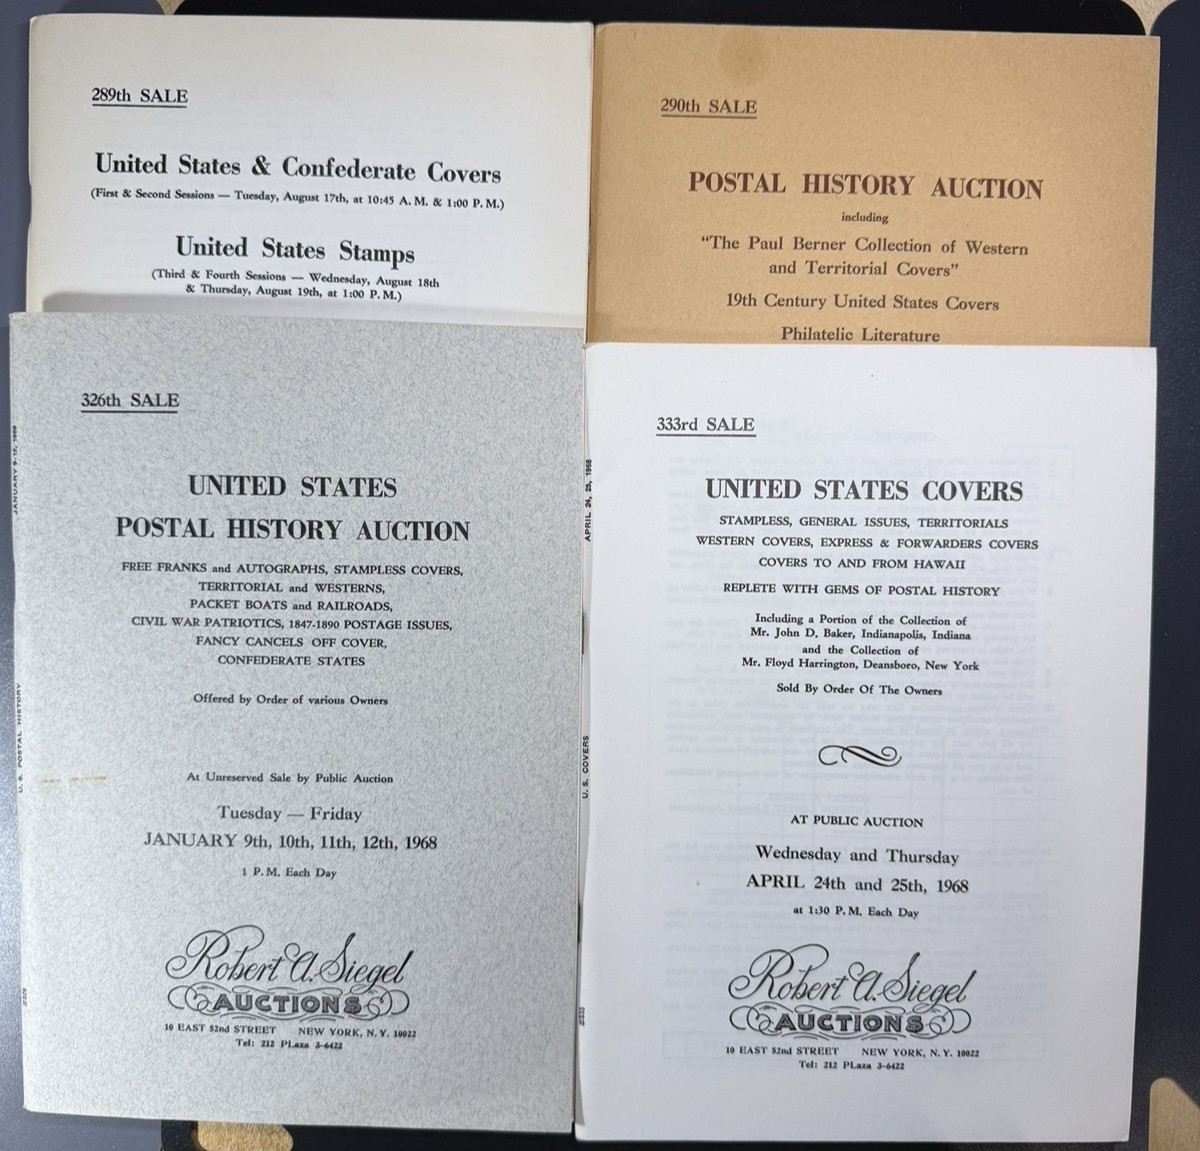 289th SALE
United States & Confederate Covers
(First & Second Sessions — Tuesday, August 17th, at 10:45 A. M. & 1:00 P. M.)
United States Stamps
(Third & Fourth Sessions — Wednesday, August 18th
& Thursday, August 19th, at 1:00 P. M.)
290th SALE
POSTAL HISTORY AUCTION
including
"The Paul Berner Collection of Western
and Territorial Covers"
19th Century United States Covers
Philatelic Literature
JANUARY 9-12, 1968
U. S. POSTAL HISTORY
#326
326th SALE
UNITED STATES
POSTAL HISTORY AUCTION
FREE FRANKS and AUTOGRAPHS, STAMPLESS COVERS,
TERRITORIAL and WESTERNS,
PACKET BOATS and RAILROADS,
CIVIL WAR PATRIOTICS, 1847-1890 POSTAGE ISSUES,
FANCY CANCELS OFF COVER,
CONFEDERATE STATES
Offered by Order of various Owners
At Unreserved Sale by Public Auction
Tuesday — Friday
JANUARY 9th, 10th, 11th, 12th, 1968
1 P. M. Each Day
Robert A. Siegel
AUCTIONS
10 EAST 52nd STREET NEW YORK, N. Y. 10022
Tel: 212 PLaza 3-6422
APRIL 24, 25, 1968
U. S. COVERS
#333
333rd SALE
UNITED STATES COVERS
STAMPLESS, GENERAL ISSUES, TERRITORIALS
WESTERN COVERS, EXPRESS & FORWARDERS COVERS
COVERS TO AND FROM HAWAII
REPLETE WITH GEMS OF POSTAL HISTORY
Including a Portion of the Collection of
Mr. John D. Baker, Indianapolis, Indiana
and the Collection of
Mr. Floyd Harrington, Deansboro, New York
Sold By Order Of The Owners
AT PUBLIC AUCTION
Wednesday and Thursday
APRIL 24th and 25th, 1968
at 1:30 P. M. Each Day
Robert A. Siegel
AUCTIONS
10 EAST 52nd STREET NEW YORK, N. Y. 10022
Tel: 212 PLaza 3-6422